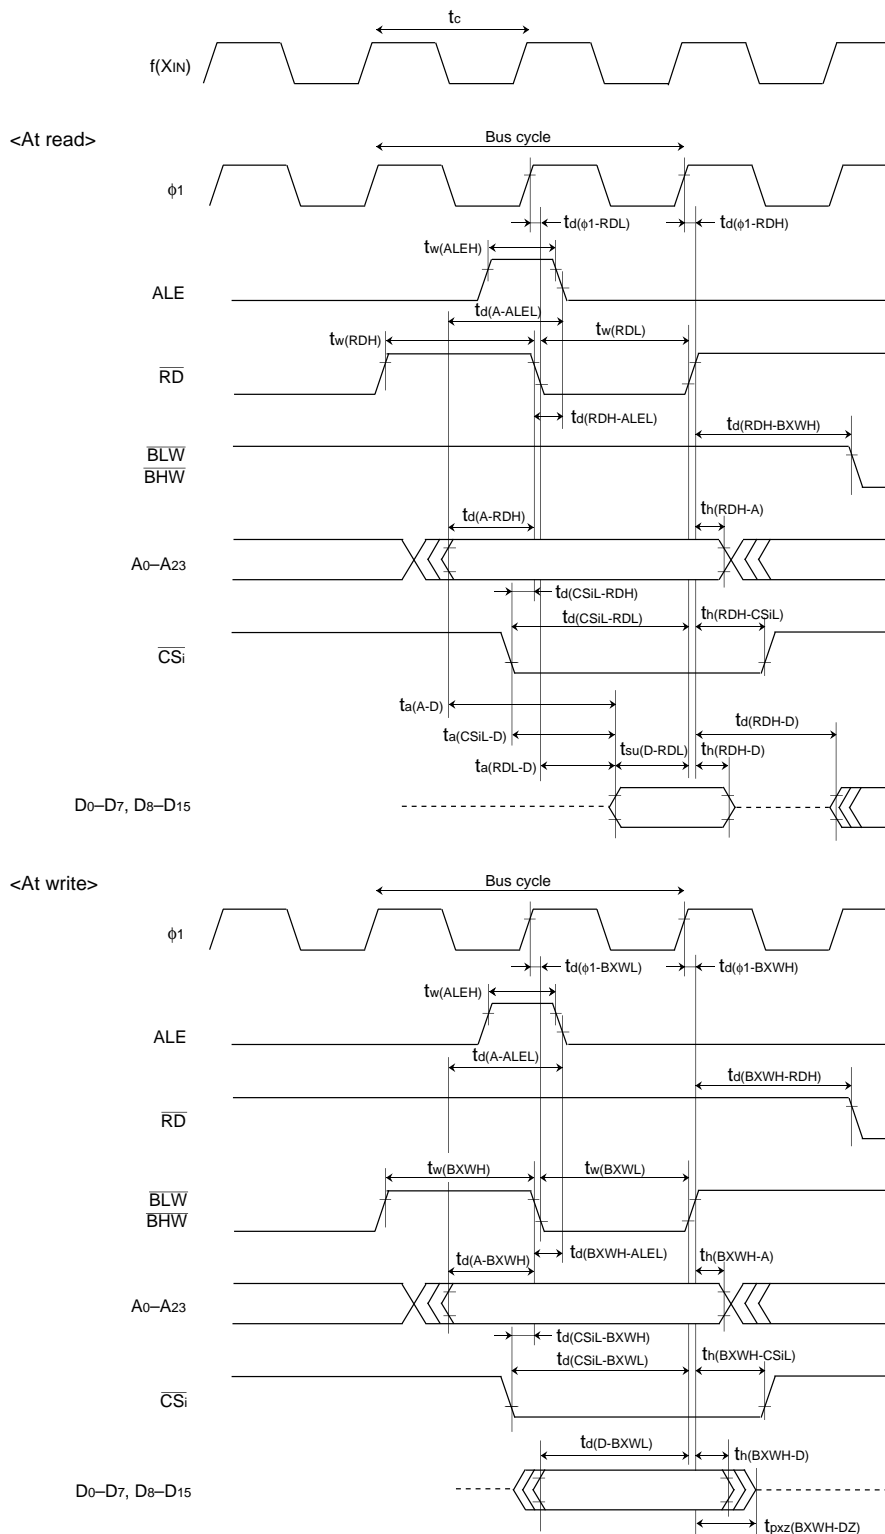 tc
f(XIN)
<At read>
Bus cycle
ϕ1
td(ϕ1-RDL)
td(ϕ1-RDH)
tw(ALEH)
ALE
td(A-ALEL)
tw(RDH)
tw(RDL)
RD
td(RDH-ALEL)
td(RDH-BXWH)
BLW
BHW
td(A-RDH)
th(RDH-A)
A0–A23
td(CSiL-RDH)
td(CSiL-RDL)
th(RDH-CSiL)
CSi
ta(A-D)
td(RDH-D)
ta(CSiL-D)
tsu(D-RDL)
th(RDH-D)
ta(RDL-D)
D0–D7, D8–D15
<At write>
Bus cycle
ϕ1
td(ϕ1-BXWL)
td(ϕ1-BXWH)
tw(ALEH)
ALE
td(A-ALEL)
td(BXWH-RDH)
RD
tw(BXWH)
tw(BXWL)
BLW
BHW
td(A-BXWH)
td(BXWH-ALEL)
th(BXWH-A)
A0–A23
td(CSiL-BXWH)
td(CSiL-BXWL)
th(BXWH-CSiL)
CSi
td(D-BXWL)
th(BXWH-D)
D0–D7, D8–D15
tpxz(BXWH-DZ)